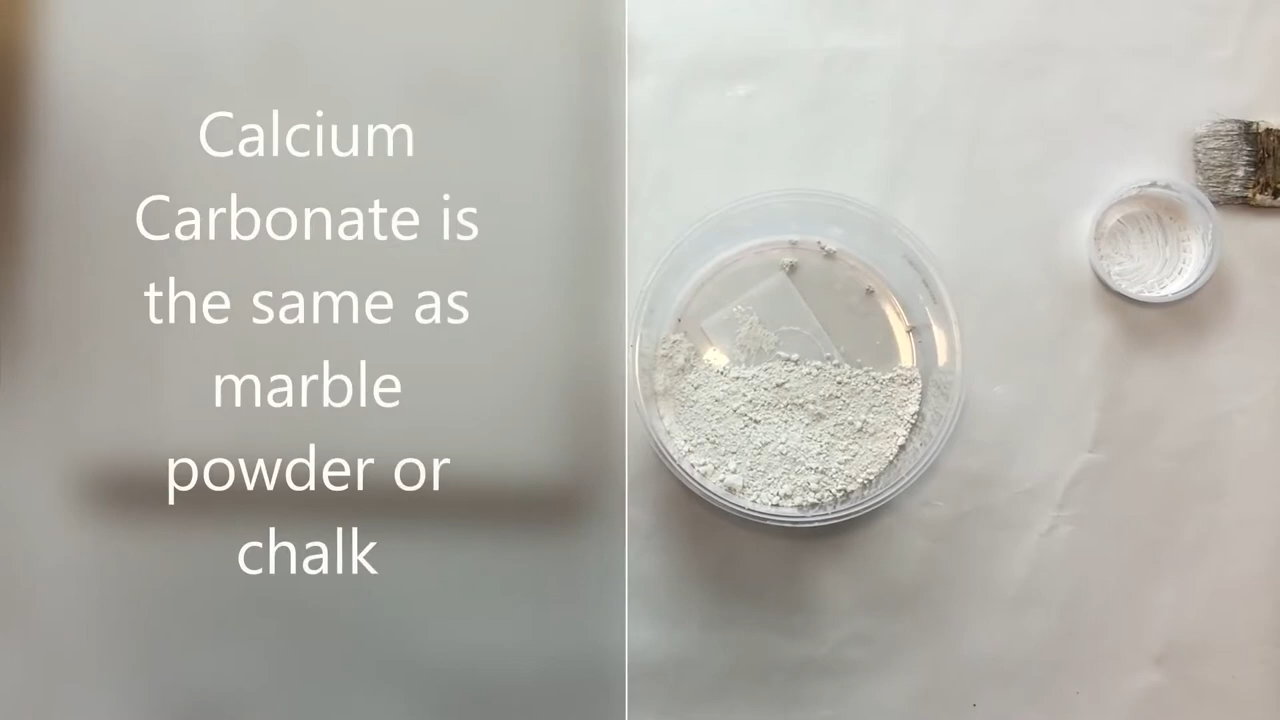 Calcium
Carbonate is
the same as
marble
powder or
chalk